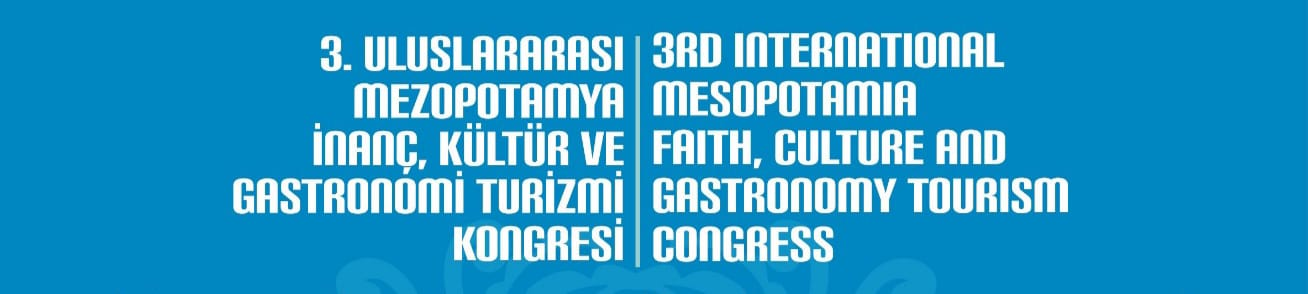 3. ULUSLARARASI
MEZOPOTAMYA
İNANÇ, KÜLTÜR VE
GASTRONOMİ TURİZMİ
KONGRESİ
3RD INTERNATIONAL
MESOPOTAMIA
FAITH, CULTURE AND
GASTRONOMY TOURISM
CONGRESS